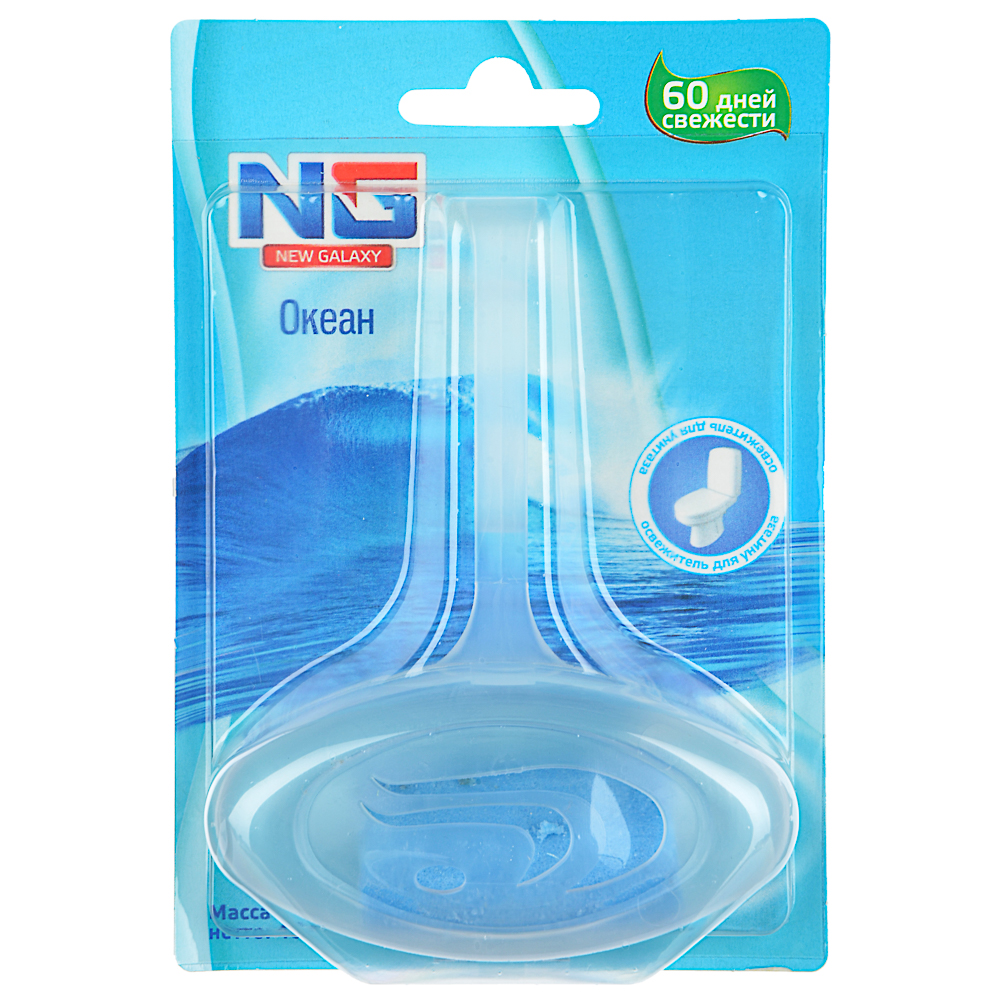 60 дней
свежести
NG
NEW GALAXY
Океан
освежитель для унитаза
освежитель для унитаза
Масса